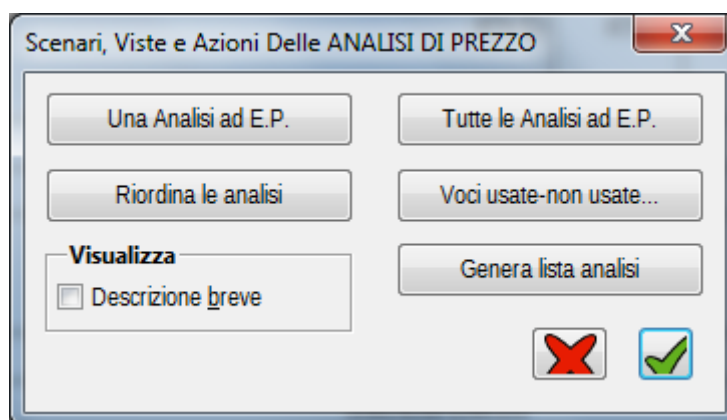 Scenari, Viste e Azioni Delle ANALISI DI PREZZO
Una Analisi ad E.P.
Tutte le Analisi ad E.P.
Riordina le analisi
Voci usate-non usate...
Visualizza
Genera lista analisi
Descrizione breve